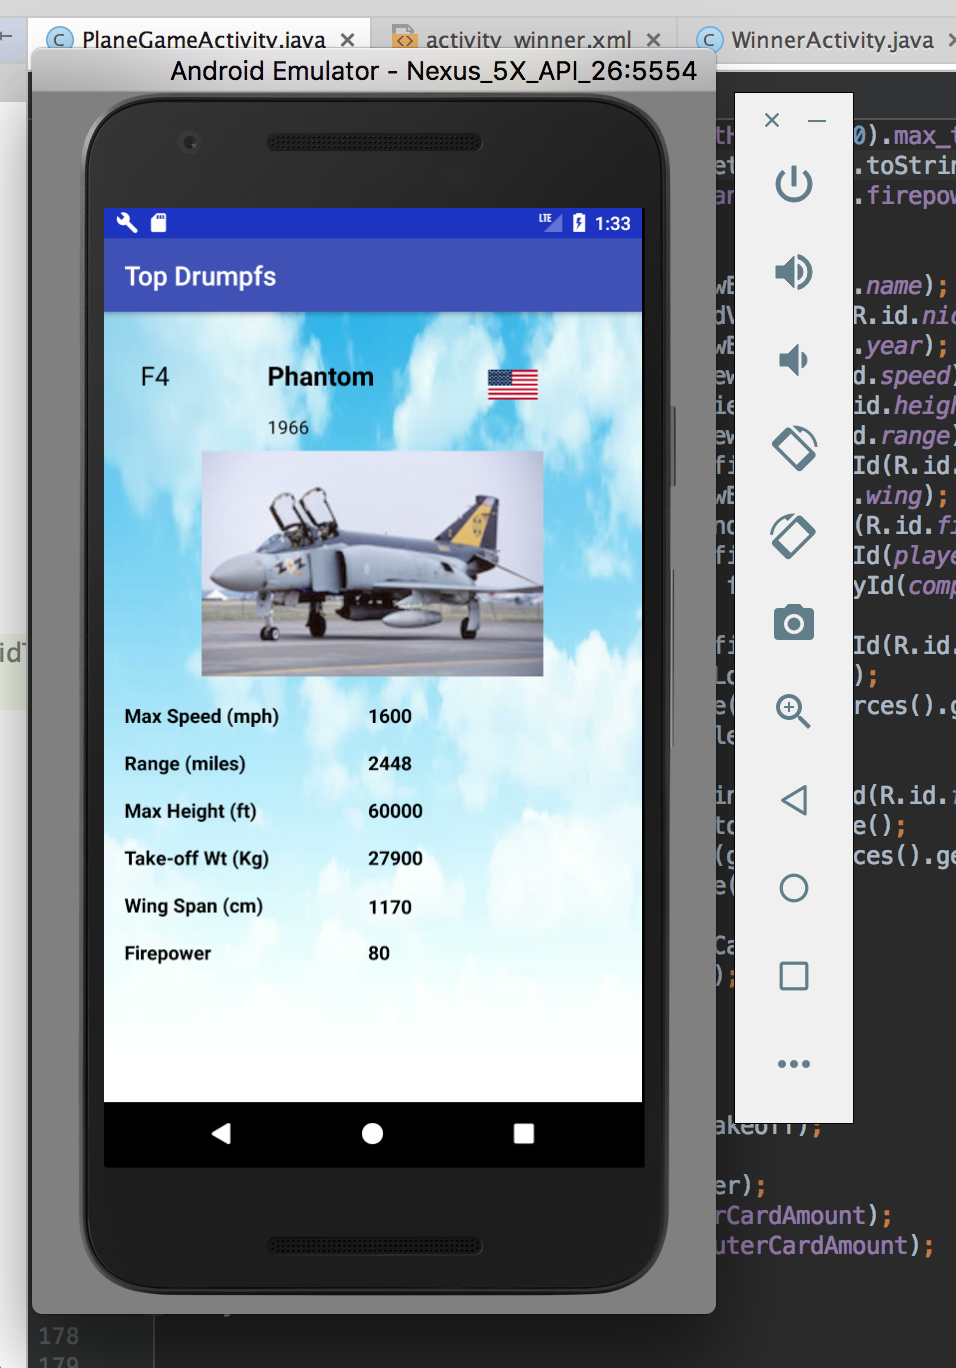 PlaneGameActivity.java
activity_winner.xml
WinnerActivity.java
Android Emulator - Nexus_5X_API_26:5554
0).max_t
.toStrin
.firepow
LTE
1:33
Top Drumpfs
.name);
R.id.nic
.year);
d.speed)
id.heigh
d.range)
Id(R.id.
.wing);
(R.id.fi
Id(playe
yId(comp
Id(R.id.
);
rces().g
d(R.id.
e();
ces().ge
F4
Phantom
1966
Max Speed (mph)
1600
Range (miles)
2448
Max Height (ft)
60000
Take-off Wt (Kg)
27900
Wing Span (cm)
1170
Firepower
80
akeoff);
er);
rCardAmount);
uterCardAmount);
178
179